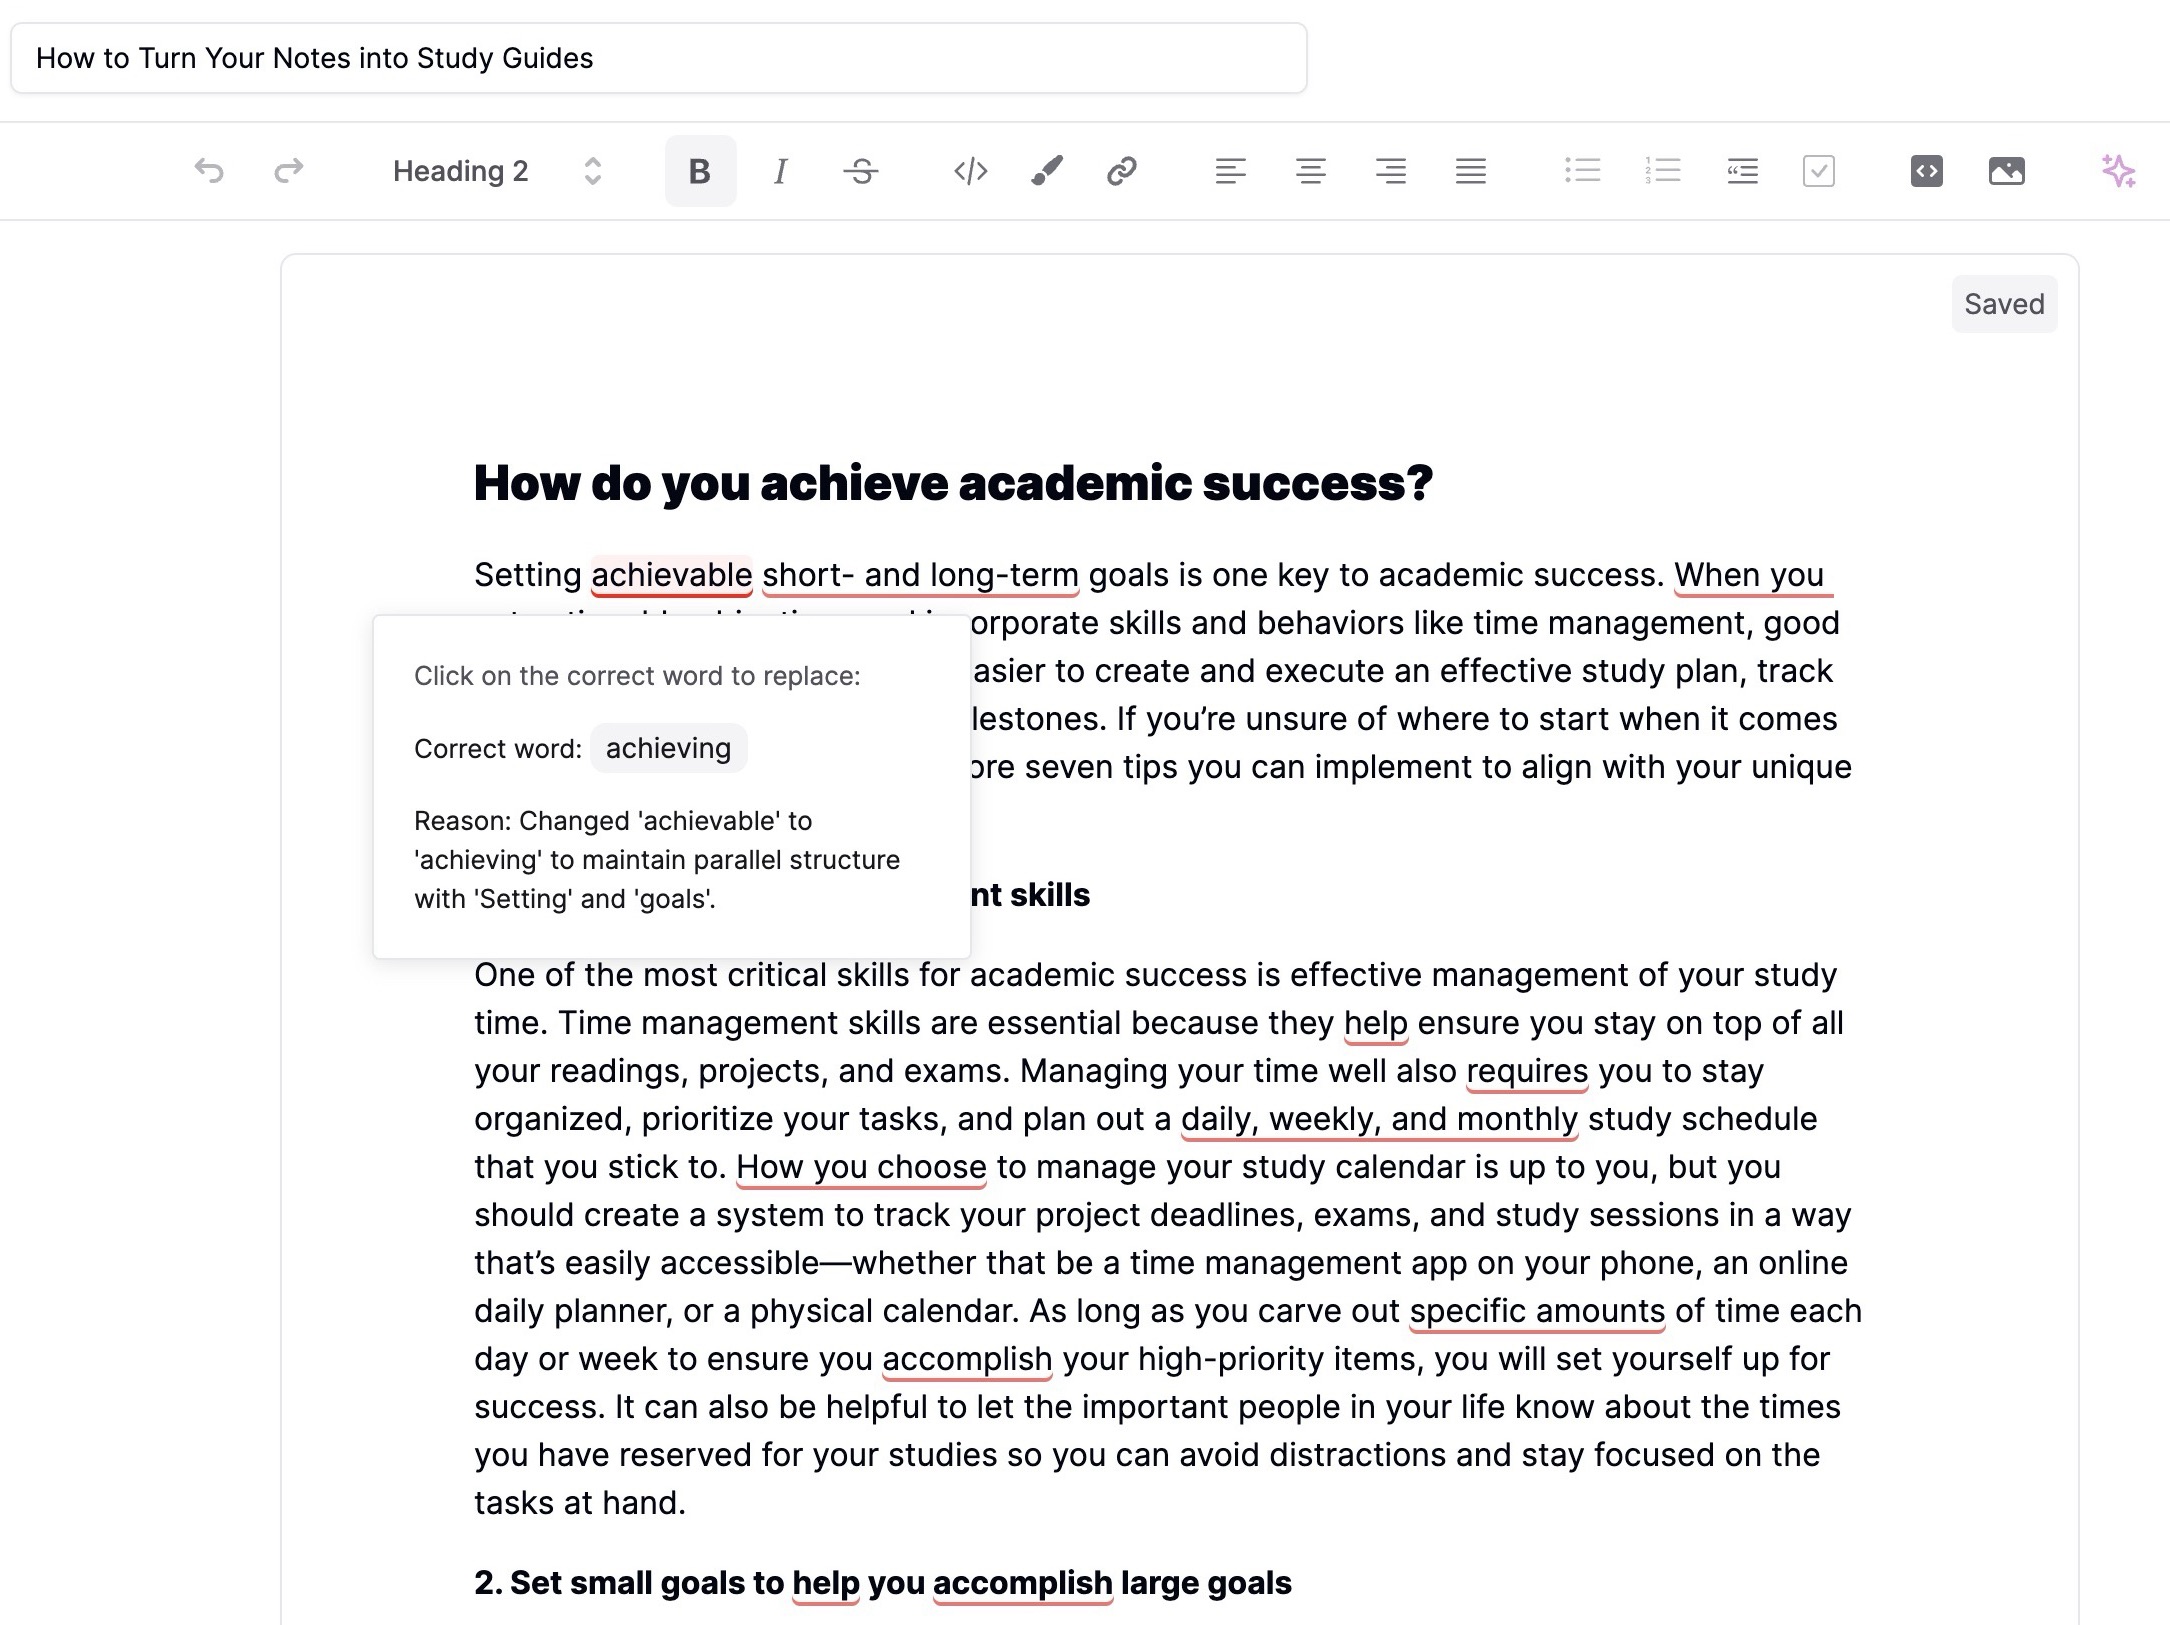 How to Turn Your Notes into Study Guides
Heading 2
B
I
S
1
2
3
Saved
How do you achieve academic success?
Setting achievable short- and long-term goals is one key to academic success. When you
orporate skills and behaviors like time management, good
asier to create and execute an effective study plan, track
lestones. If you’re unsure of where to start when it comes
ore seven tips you can implement to align with your unique
Click on the correct word to replace:
Correct word: achieving
Reason: Changed 'achievable' to
'achieving' to maintain parallel structure
with 'Setting' and 'goals'.
nt skills
One of the most critical skills for academic success is effective management of your study
time. Time management skills are essential because they help ensure you stay on top of all
your readings, projects, and exams. Managing your time well also requires you to stay
organized, prioritize your tasks, and plan out a daily, weekly, and monthly study schedule
that you stick to. How you choose to manage your study calendar is up to you, but you
should create a system to track your project deadlines, exams, and study sessions in a way
that’s easily accessible—whether that be a time management app on your phone, an online
daily planner, or a physical calendar. As long as you carve out specific amounts of time each
day or week to ensure you accomplish your high-priority items, you will set yourself up for
success. It can also be helpful to let the important people in your life know about the times
you have reserved for your studies so you can avoid distractions and stay focused on the
tasks at hand.
2. Set small goals to help you accomplish large goals